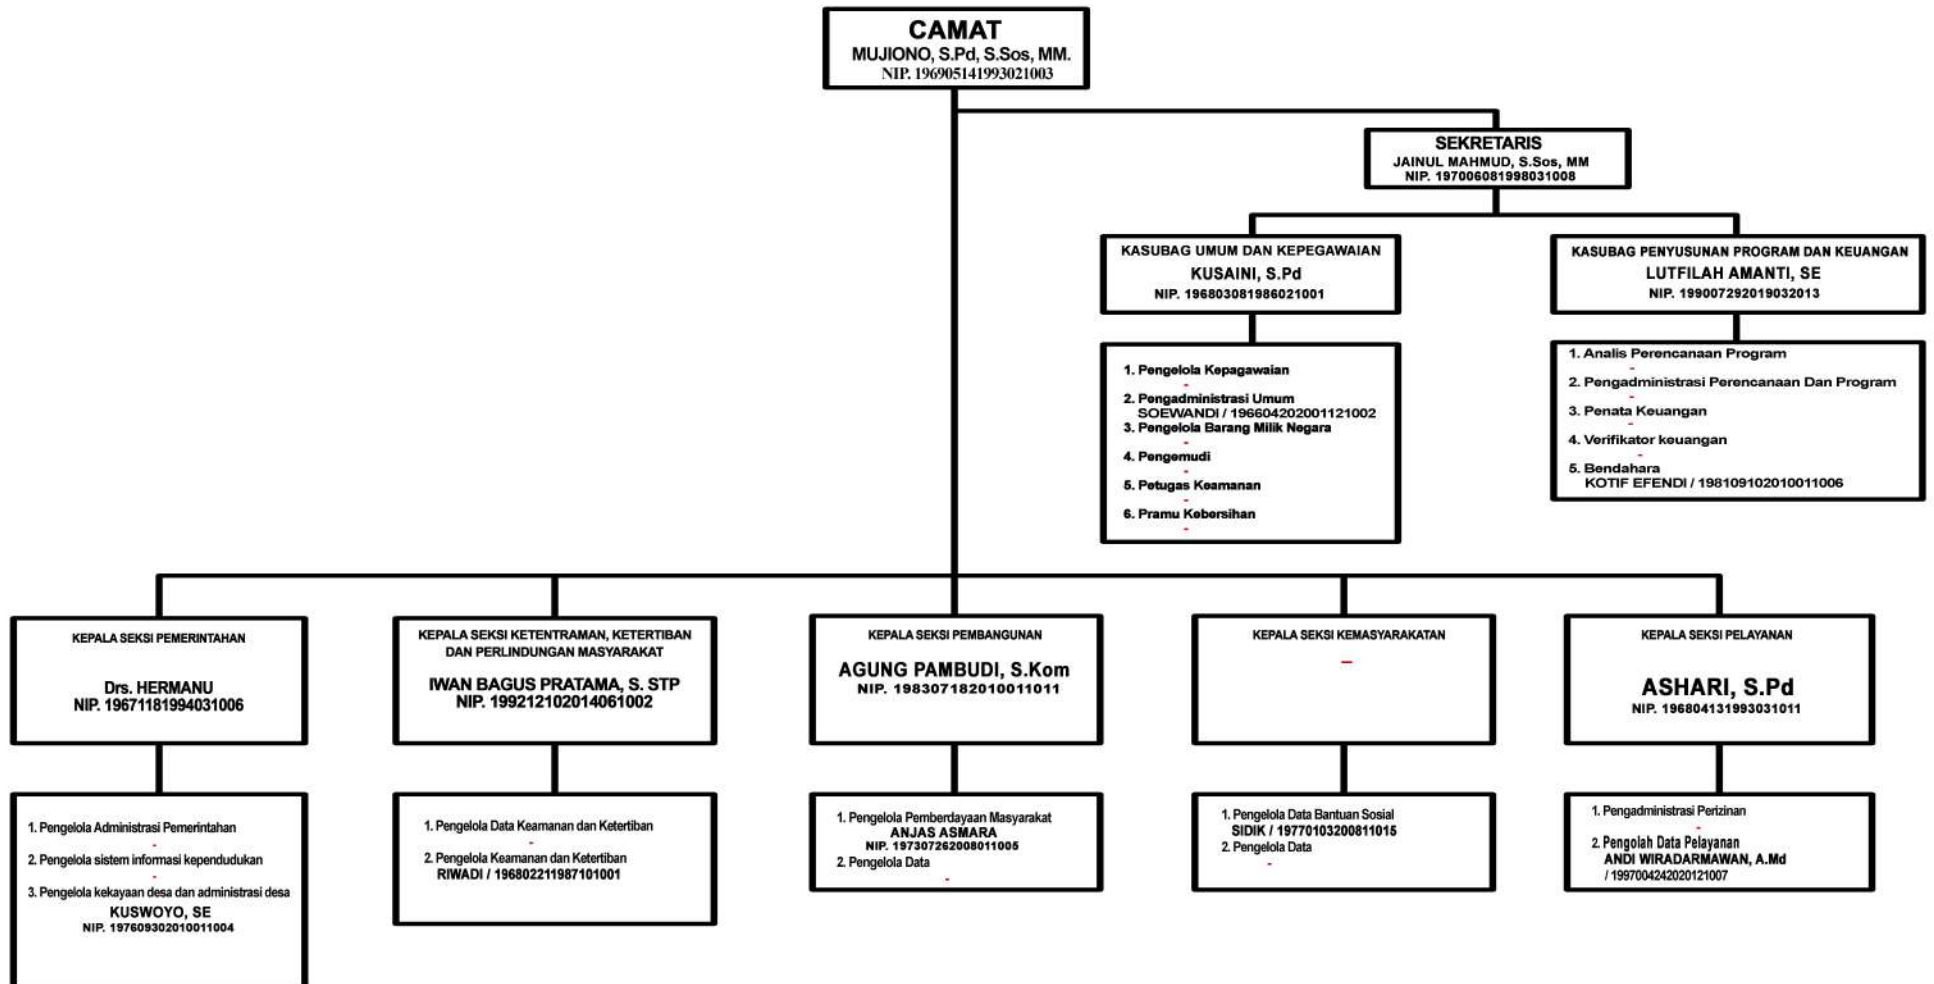 CAMAT
MUJIONO, S.Pd, S.Sos, MM.
NIP. 196905141993021003
SEKRETARIS
JAINUL MAHMUD, S.Sos, MM
NIP. 197006081998031008
KASUBAG UMUM DAN KEPEGAWAIAN
KUSAINI, S.Pd
NIP. 196803081986021001
KASUBAG PENYUSUNAN PROGRAM DAN KEUANGAN
LUTFILAH AMANTI, SE
NIP. 199007292019032013
1. Pengelola Kepagawaian
-
2. Pengadministrasi Umum
SOEWANDI / 196604202001121002
3. Pengelola Barang Milik Negara
-
4. Pengemudi
-
5. Petugas Keamanan
-
6. Pramu Kebersihan
-
1. Analis Perencanaan Program
-
2. Pengadministrasi Perencanaan Dan Program
-
3. Penata Keuangan
-
4. Verifikator keuangan
-
5. Bendahara
KOTIF EFENDI / 198109102010011006
KEPALA SEKSI PEMERINTAHAN
Drs. HERMANU
NIP. 19671181994031006
KEPALA SEKSI KETENTRAMAN, KETERTIBAN
DAN PERLINDUNGAN MASYARAKAT
IWAN BAGUS PRATAMA, S. STP
NIP. 199212102014061002
KEPALA SEKSI PEMBANGUNAN
AGUNG PAMBUDI, S.Kom
NIP. 198307182010011011
KEPALA SEKSI KEMASYARAKATAN
–
KEPALA SEKSI PELAYANAN
ASHARI, S.Pd
NIP. 196804131993031011
1. Pengelola Administrasi Pemerintahan
-
2. Pengelola sistem informasi kependudukan
-
3. Pengelola kekayaan desa dan administrasi desa
KUSWOYO, SE
NIP. 197609302010011004
1. Pengelola Data Keamanan dan Ketertiban
-
2. Pengelola Keamanan dan Ketertiban
RIWADI / 196802211987101001
1. Pengelola Pemberdayaan Masyarakat
ANJAS ASMARA
NIP. 197307262008011005
2. Pengelola Data
-
1. Pengelola Data Bantuan Sosial
SIDIK / 19770103200811015
2. Pengelola Data
-
1. Pengadministrasi Perizinan
-
2. Pengolah Data Pelayanan
ANDI WIRADARMAWAN, A.Md
/ 199700424202012​1007